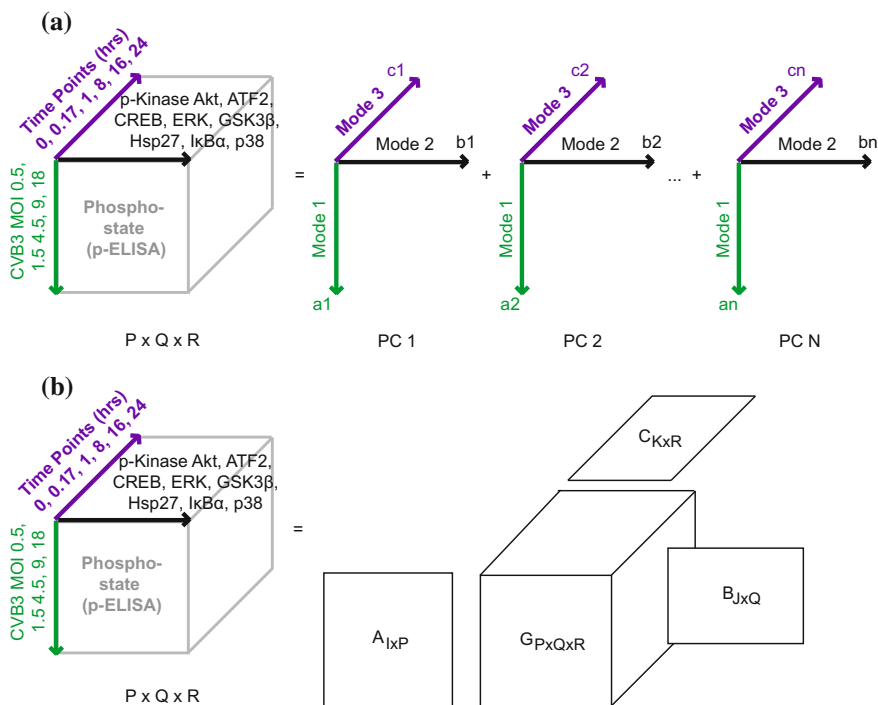 (a)
Time Points (hrs)
0, 0.17, 1, 8, 16, 24
p-Kinase Akt, ATF2,
CREB, ERK, GSK3β,
Hsp27, IκBα, p38
CVB3 MOI 0.5,
1.5 4.5, 9, 18
Phospho-
state
(p-ELISA)
P x Q x R
=
c1
Mode 3
Mode 2 b1
Mode 1
a1
PC 1
+
c2
Mode 3
Mode 2 b2
Mode 1
a2
PC 2
... +
cn
Mode 3
Mode 2 bn
Mode 1
an
PC N
(b)
Time Points (hrs)
0, 0.17, 1, 8, 16, 24
p-Kinase Akt, ATF2,
CREB, ERK, GSK3β,
Hsp27, IκBα, p38
CVB3 MOI 0.5,
1.5 4.5, 9, 18
Phospho-
state
(p-ELISA)
P x Q x R
=
A IxP
G PxQxR
C KxR
B JxQ